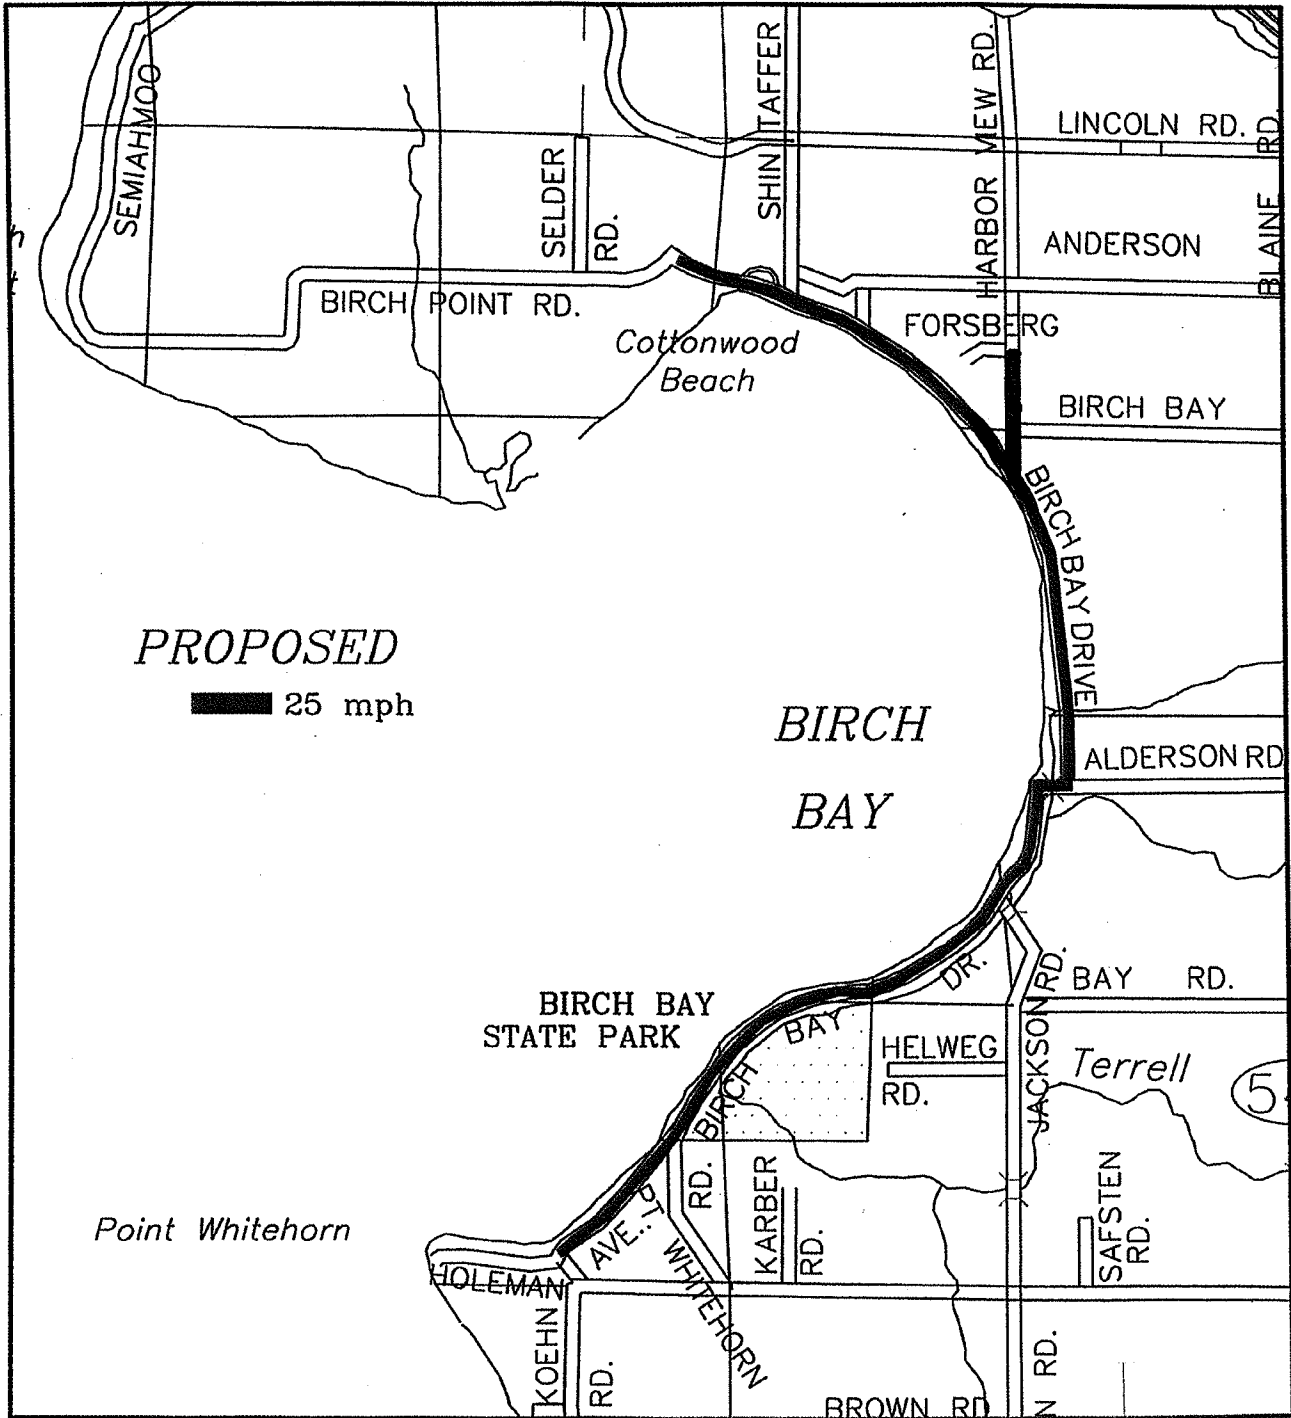 SEMIAHMOO
SHINTAFFER
HARBOR VIEW RD.
LINCOLN RD.
BLAINE RD.
SELDER
RD.
ANDERSON
BIRCH POINT RD.
FORSBERG
Cottonwood
Beach
BIRCH BAY
BIRCH BAY DRIVE
PROPOSED
25 mph
BIRCH
BAY
ALDERSON RD
BIRCH BAY
STATE PARK
BIRCH BAY DR.
JACKSON RD.
BAY RD.
HELWEG
RD.
Terrell
5
Point Whitehorn
HOLEMAN AVE.
PT. WHITEHORN RD.
KARBER
RD.
SAFSTEN
RD.
KOEHN
RD.
BROWN RD
N RD.